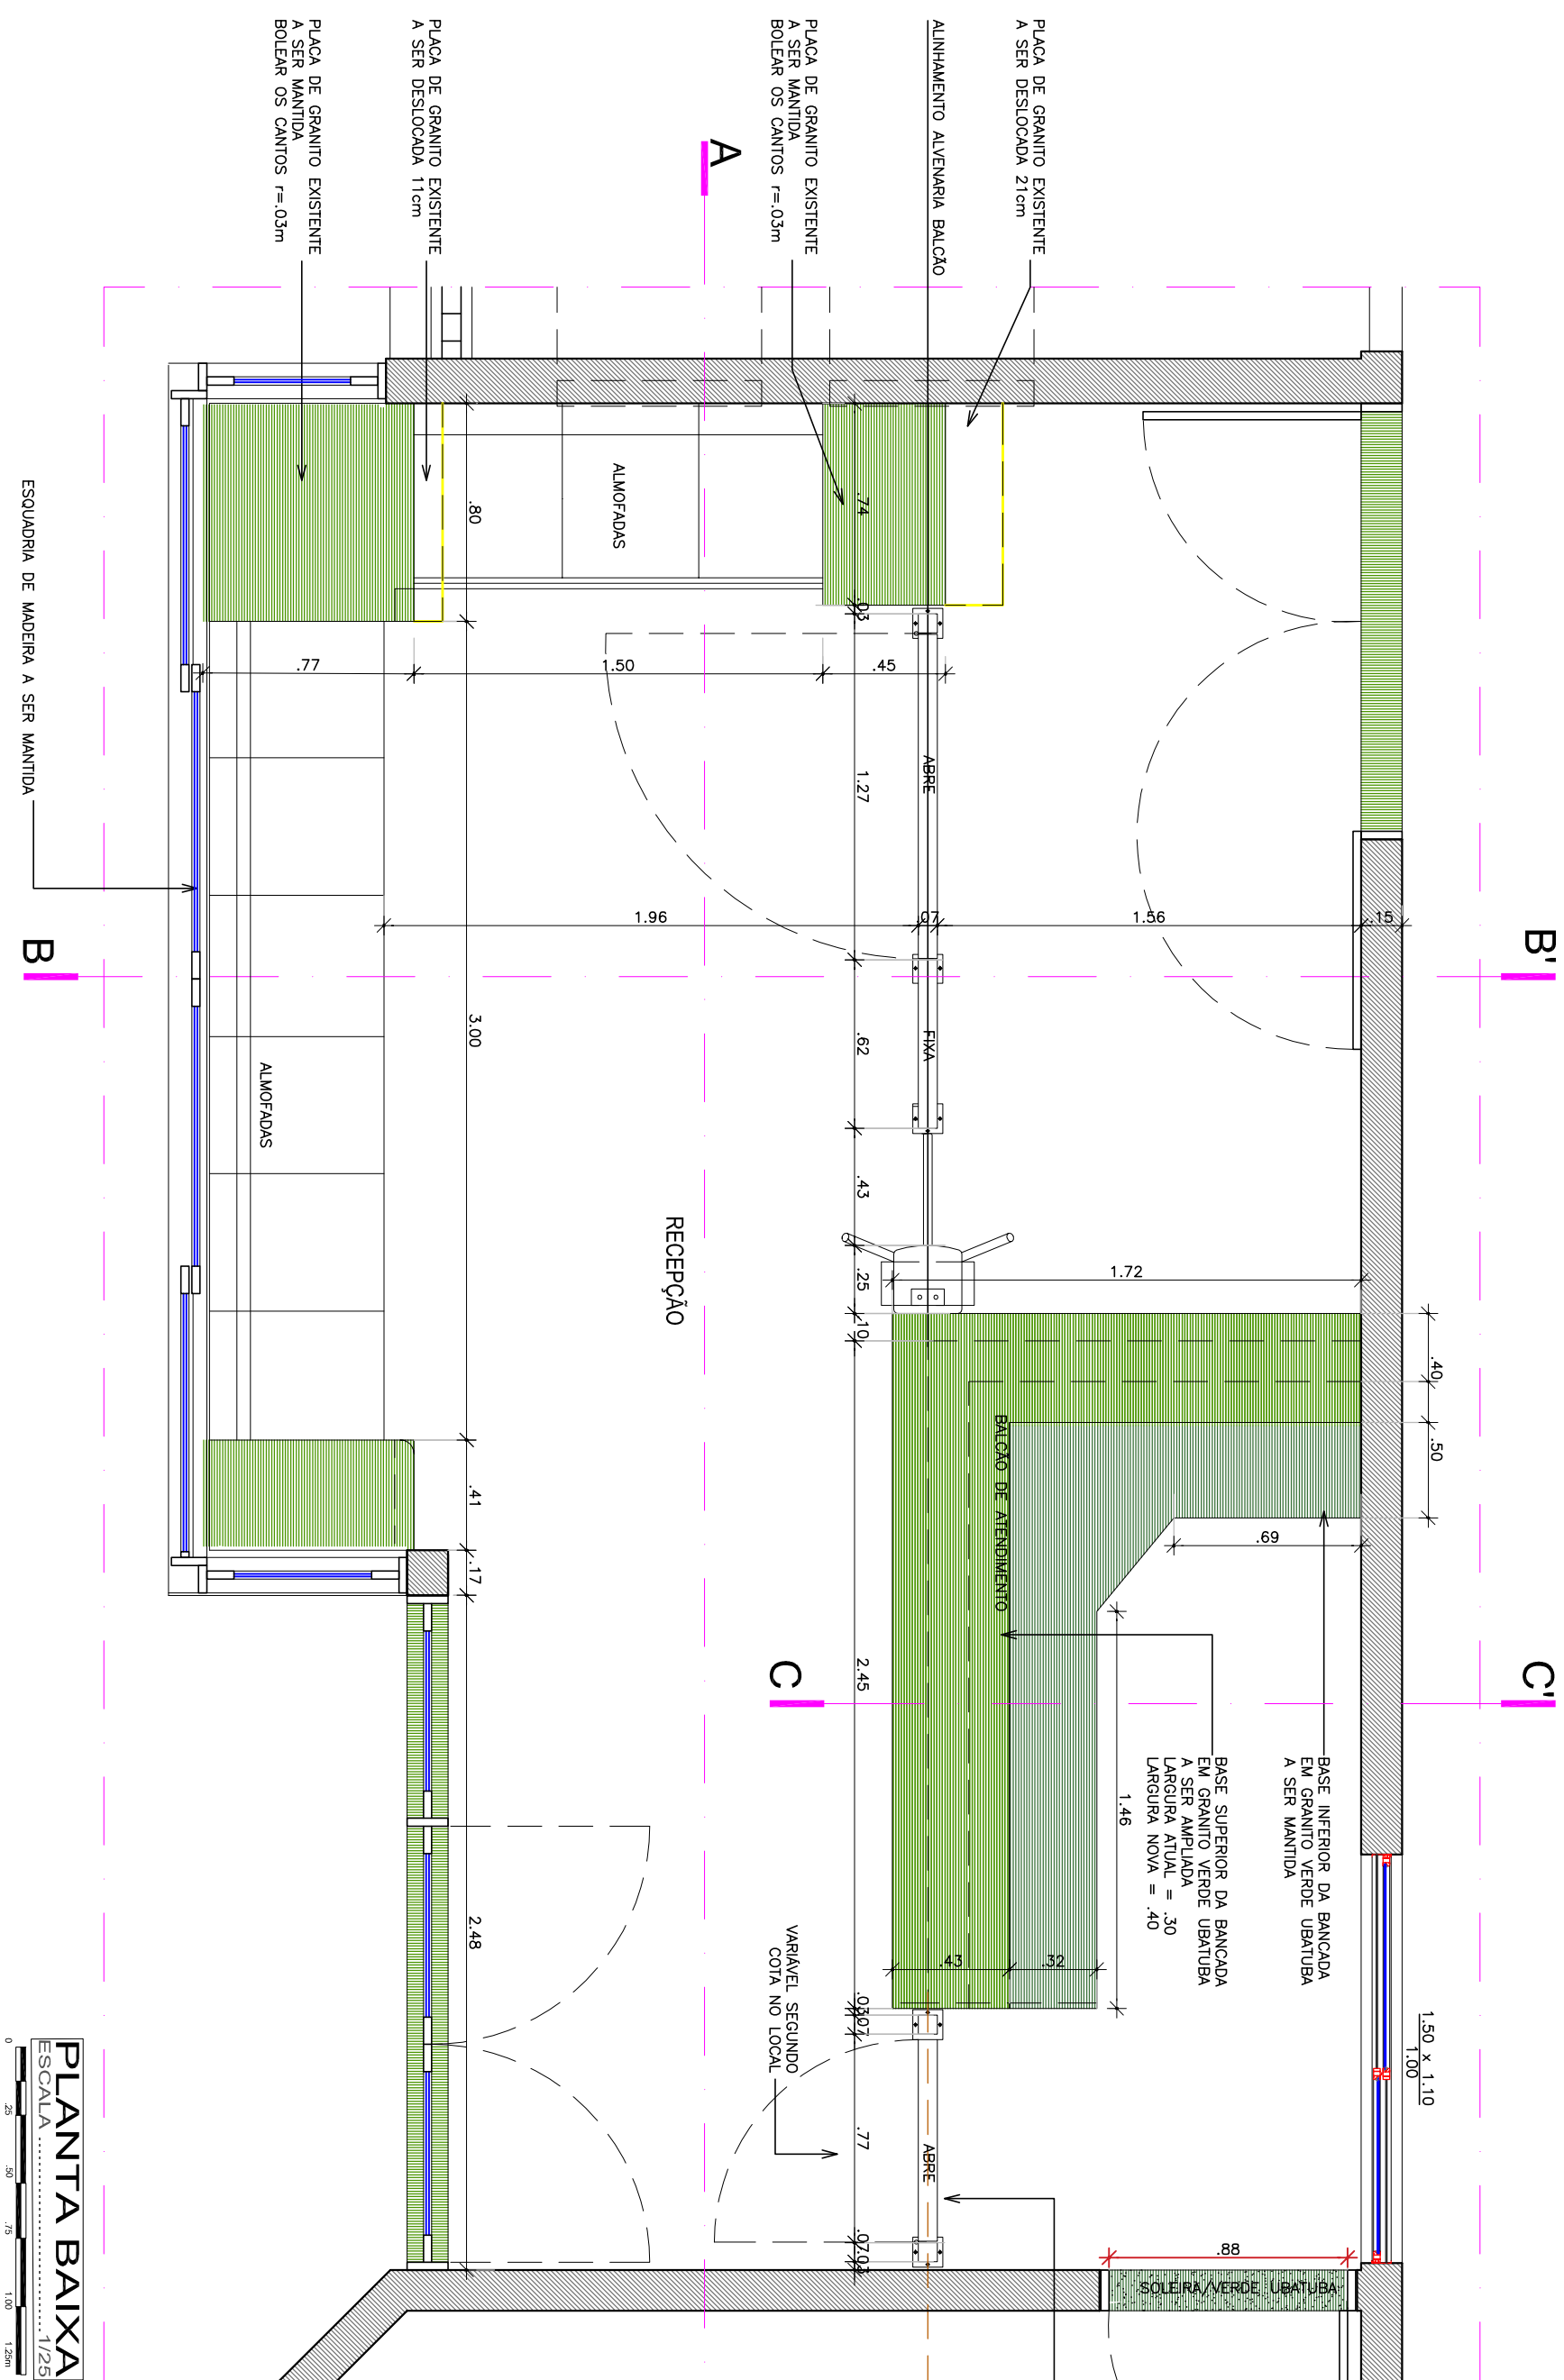 PLACA DE GRANITO EXISTENTE
A SER DESLOCADA 21cm
ALINHAMENTO ALVENARIA BALCÃO
PLACA DE GRANITO EXISTENTE
A SER MANTIDA
BOLEAR OS CANTOS r=.03m
A
PLACA DE GRANITO EXISTENTE
A SER DESLOCADA 11cm
PLACA DE GRANITO EXISTENTE
A SER MANTIDA
BOLEAR OS CANTOS r=.03m
ESQUADRIA DE MADEIRA A SER MANTIDA
.80
ALMOFADAS
.74
.03
.77
1.50
.45
ABRE
1.27
1.96
.07
1.56
.15
B
B'
3.00
.62
FIXA
ALMOFADAS
.43
RECEPÇÃO
.25
1.72
.10
.40
.50
BALCÃO DE ATENDIMENTO
.41
.17
.69
2.45
C
C'
1.46
BASE INFERIOR DA BANCADA
EM GRANITO VERDE UBATUBA
A SER MANTIDA
BASE SUPERIOR DA BANCADA
EM GRANITO VERDE UBATUBA
A SER AMPLIADA
LARGURA ATUAL = .30
LARGURA NOVA = .40
2.48
.43
.32
VARIÁVEL SEGUNDO
COTA NO LOCAL
.03
.07
1.50 x 1.10
1.00
.77
ABRE
.07
.03
.88
SOLEIRA/VERDE UBATUBA
PLANTA BAIXA
ESCALA ........................1/25
0 .25 .50 .75 1.00 1.25m